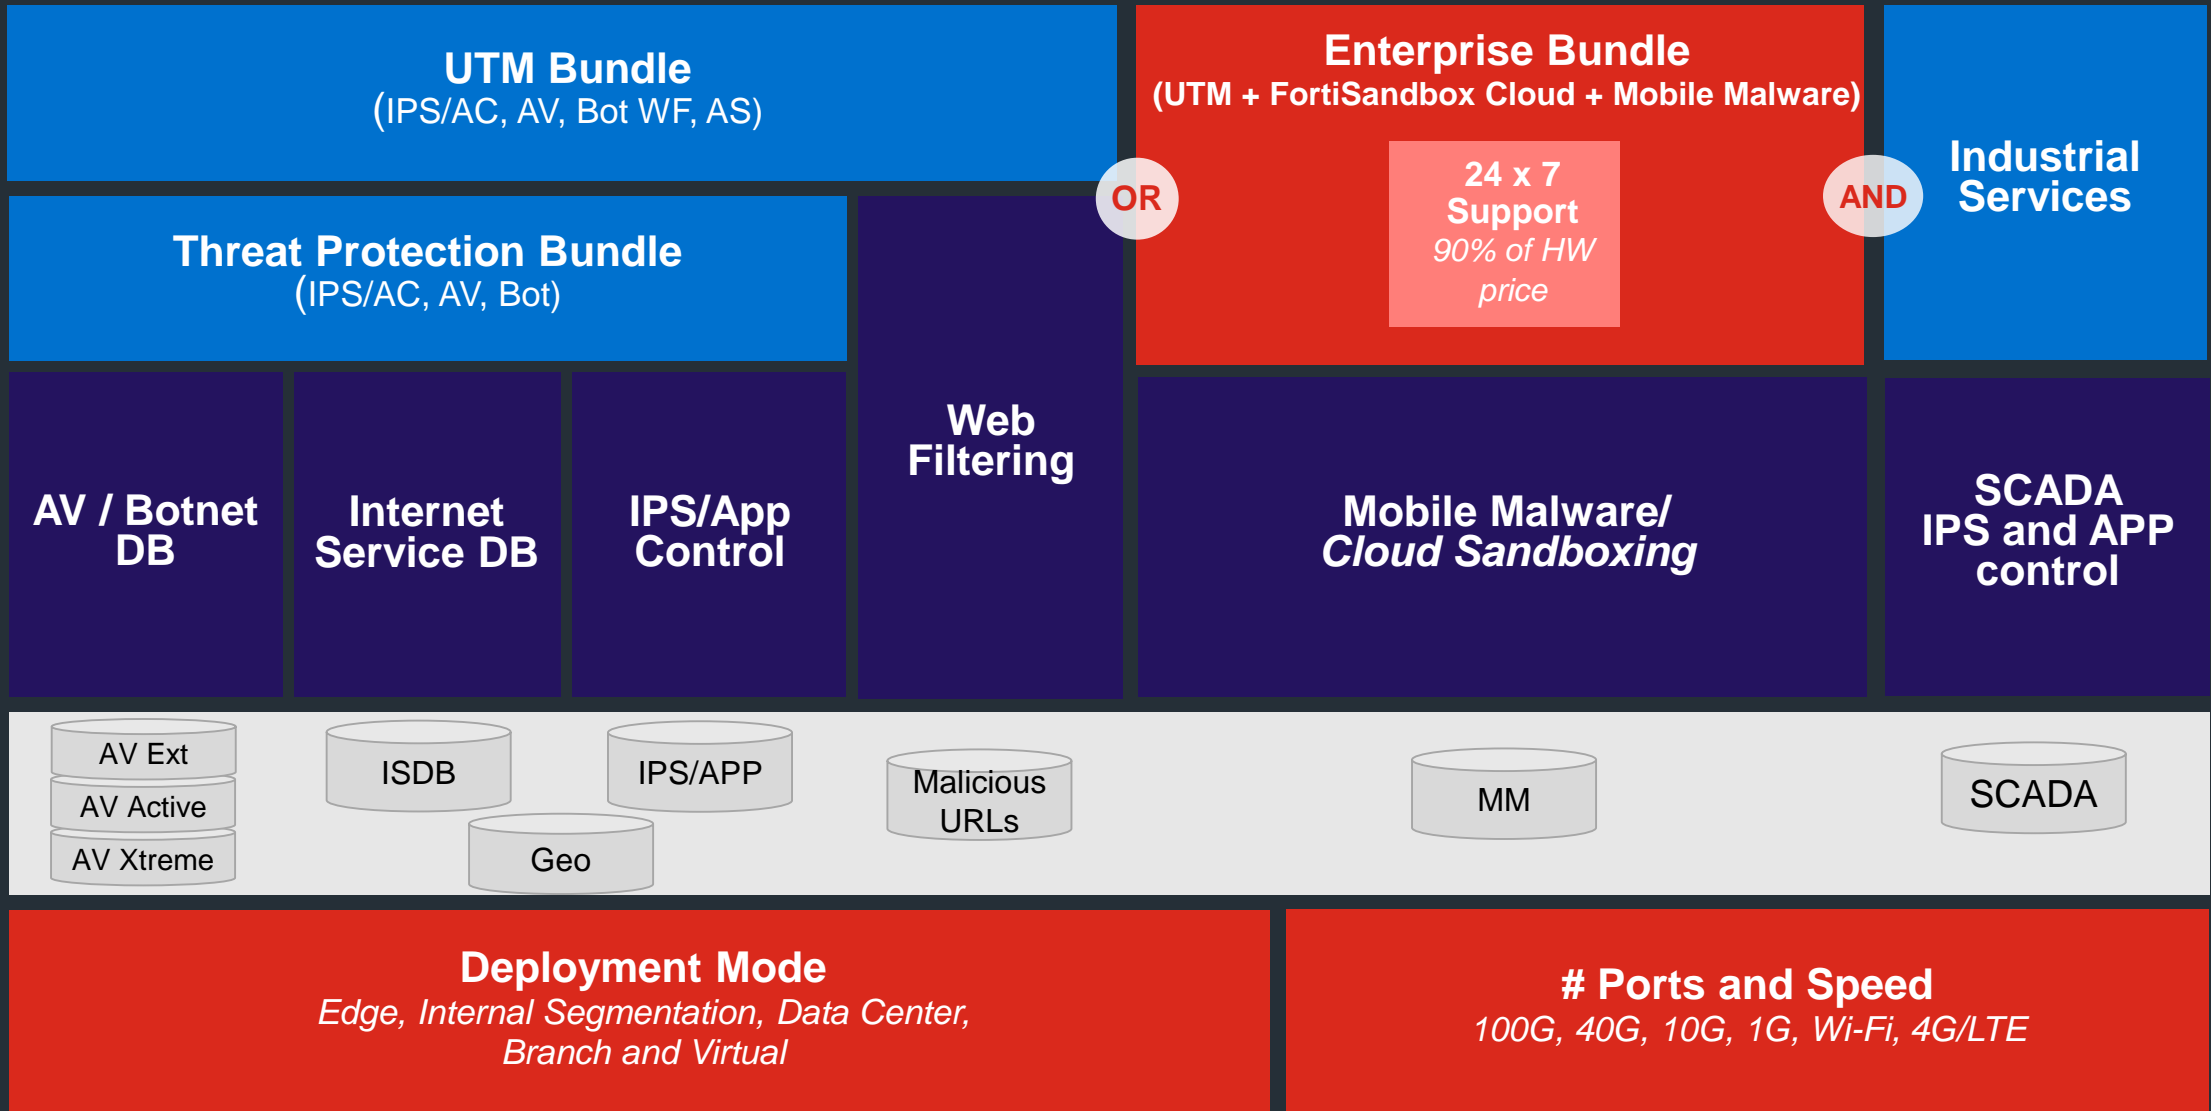 UTM Bundle
(IPS/AC, AV, Bot WF, AS)
Enterprise Bundle
(UTM + FortiSandbox Cloud + Mobile Malware)
24 x 7
Support
90% of HW
price
OR
AND
Industrial
Services
Threat Protection Bundle
(IPS/AC, AV, Bot)
AV / Botnet
DB
Internet
Service DB
IPS/App
Control
Web
Filtering
Mobile Malware/
Cloud Sandboxing
SCADA
IPS and APP
control
AV Ext
AV Active
AV Xtreme
ISDB
IPS/APP
Geo
Malicious
URLs
MM
SCADA
Deployment Mode
Edge, Internal Segmentation, Data Center,
Branch and Virtual
# Ports and Speed
100G, 40G, 10G, 1G, Wi-Fi, 4G/LTE